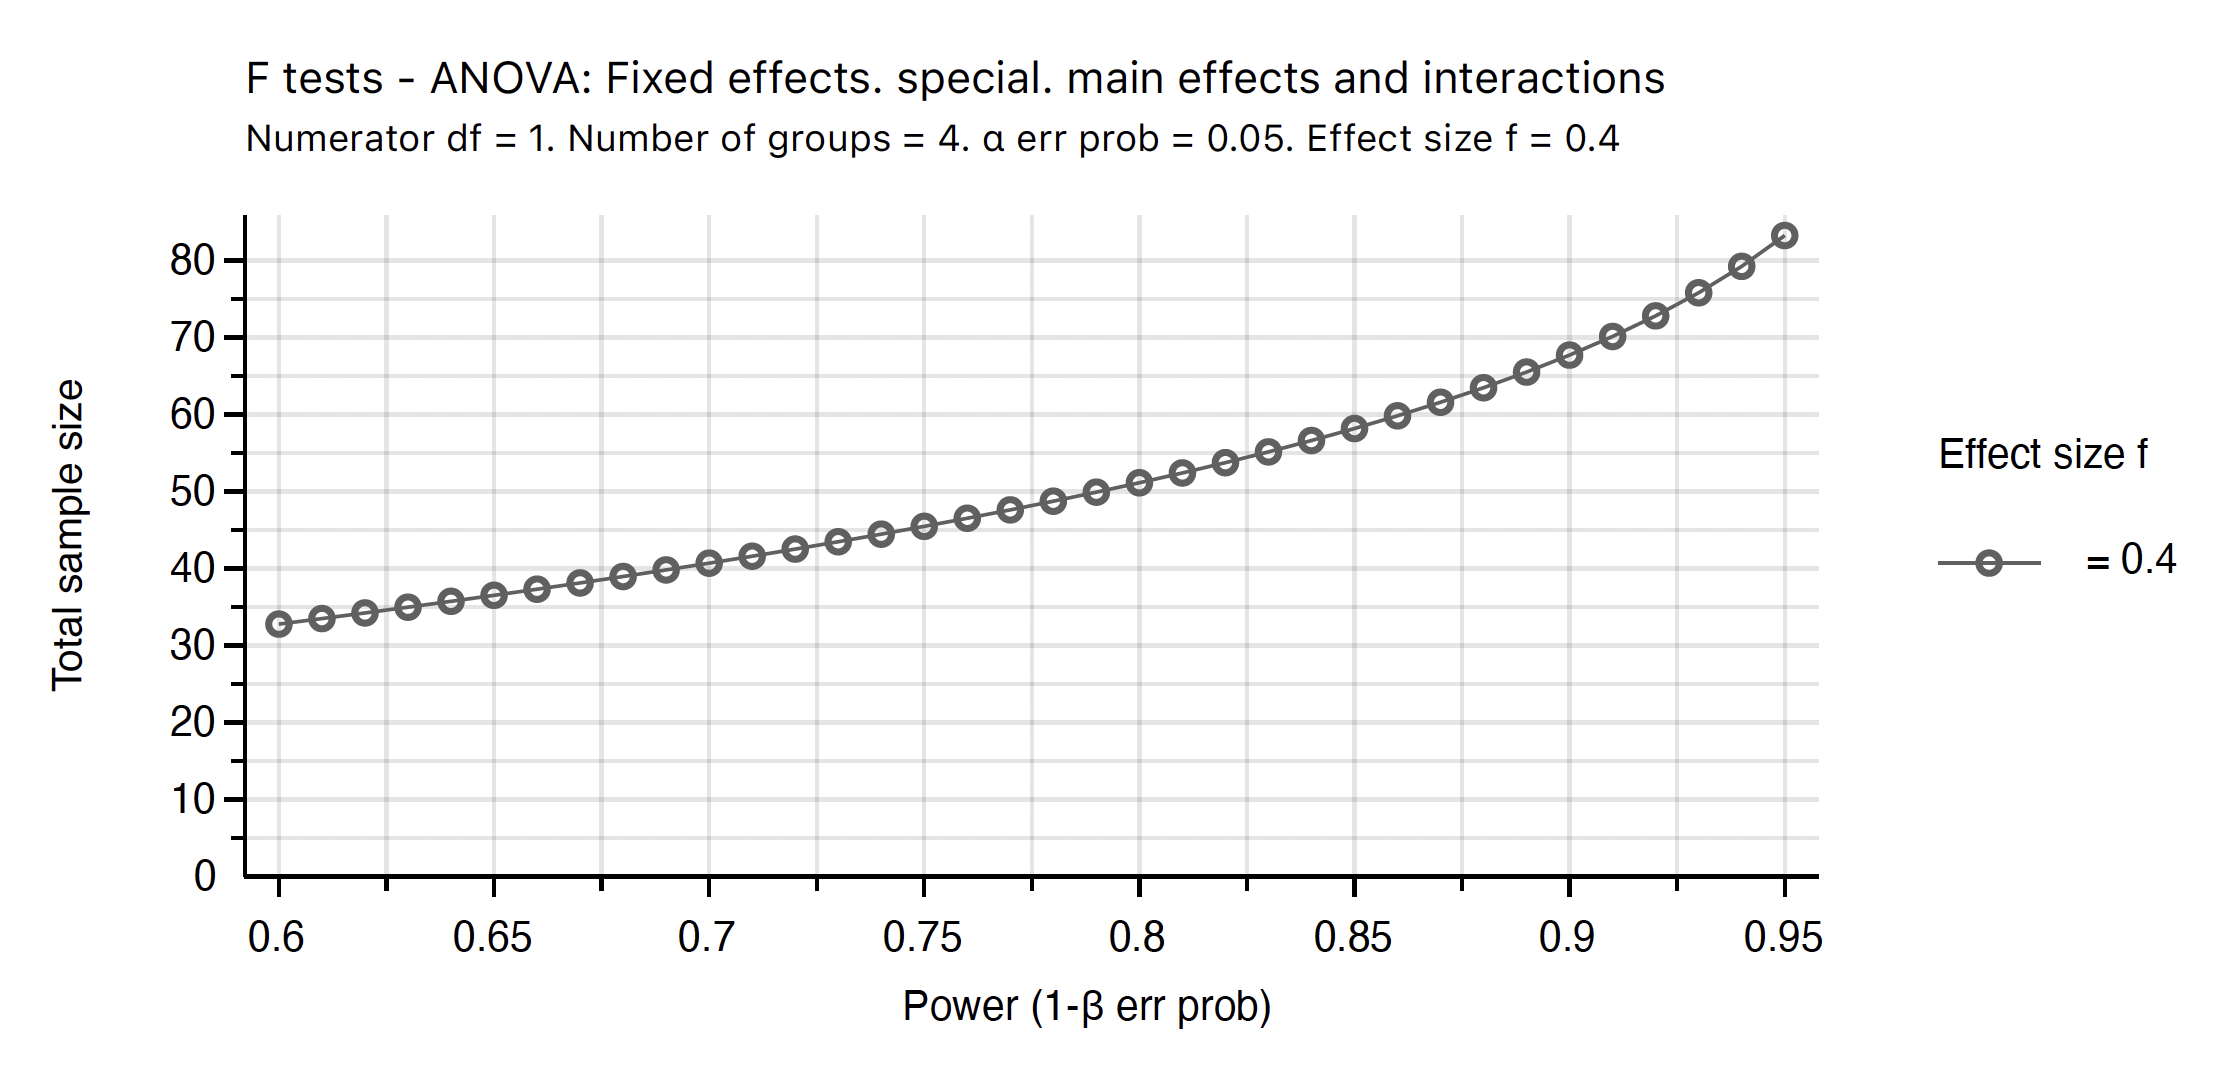 F tests - ANOVA: Fixed effects. special. main effects and interactions
Numerator df = 1. Number of groups = 4. α err prob = 0.05. Effect size f = 0.4
Total sample size
80
70
60
50
40
30
20
10
0
0.6 0.65 0.7 0.75 0.8 0.85 0.9 0.95
Power (1-β err prob)
Effect size f
= 0.4